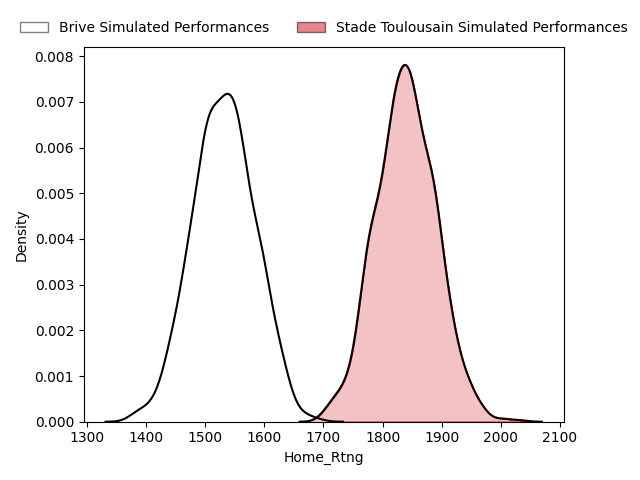 Brive Simulated Performances
Stade Toulousain Simulated Performances
0.008
0.007
0.006
0.005
0.004
0.003
0.002
0.001
0.000
Density
1300 1400 1500 1600 1700 1800 1900 2000 2100
Home_Rtng